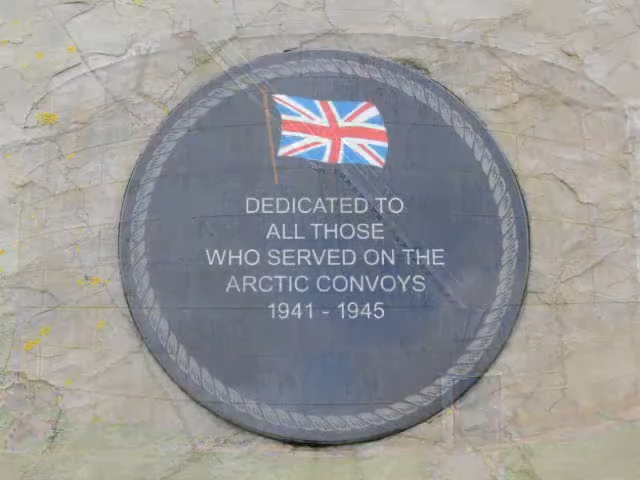 DEDICATED TO
ALL THOSE
WHO SERVED ON THE
ARCTIC CONVOYS
1941 - 1945